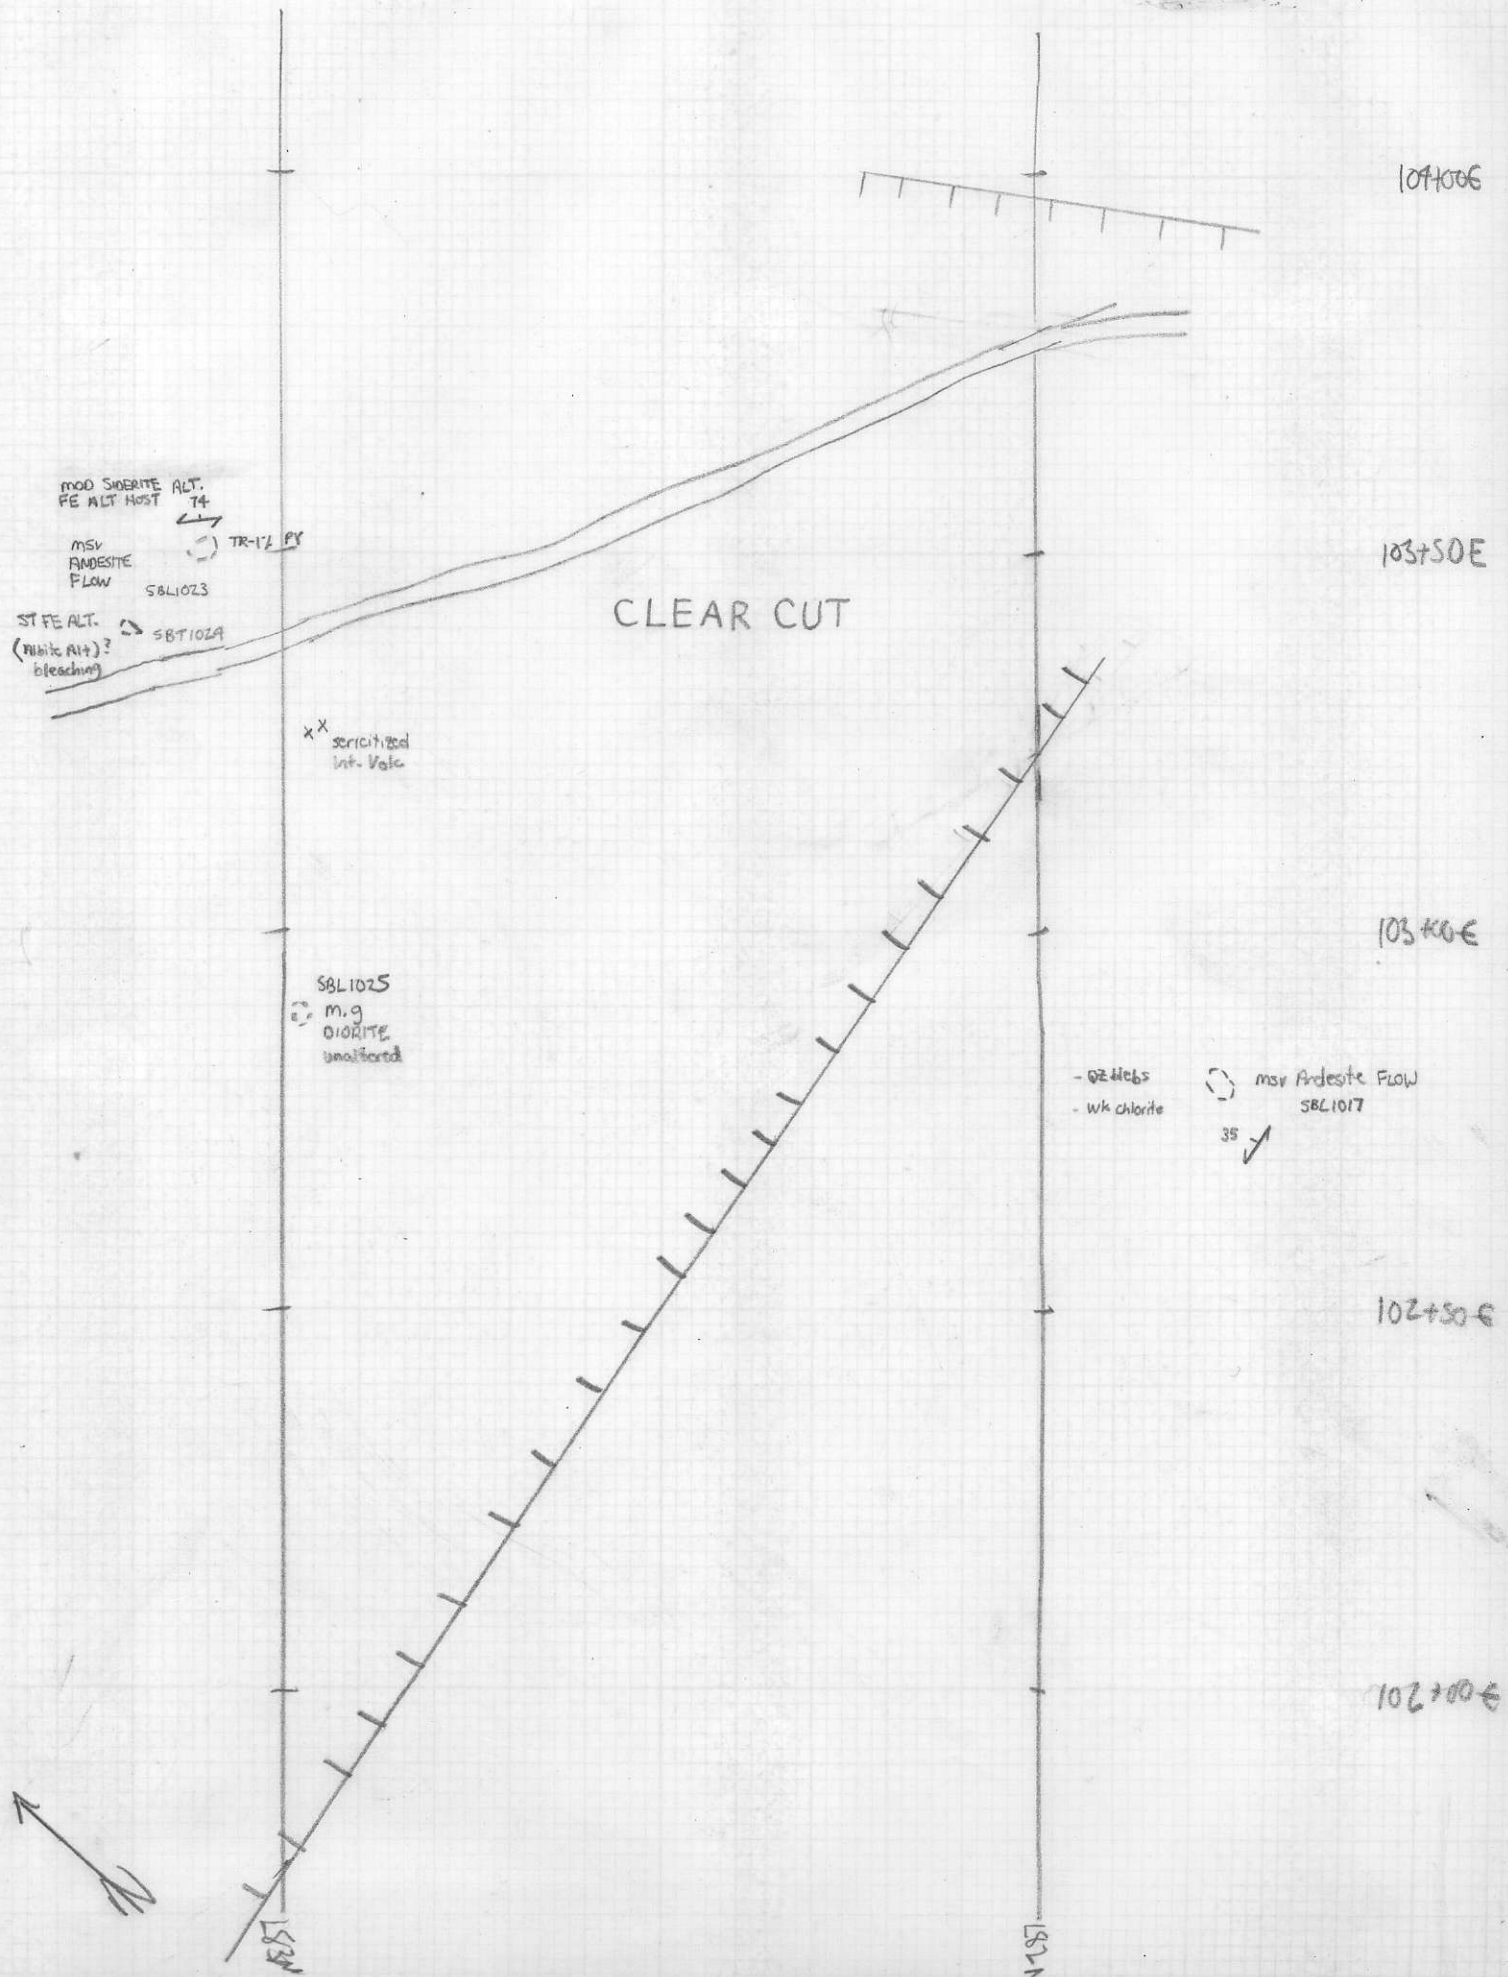 104+00E
MOD SIDERITE ALT.
FE ALT HOST 74
TR-1% PY
MSV
ANDESITE
FLOW
SBL1023
103+50E
CLEAR CUT
ST FE ALT.
SBT1024
(Albite Alt)?
bleaching
x x
sericitized
Int. Volc
103+00E
SBL1025
m.g
DIORITE
unaltered
- QZ blebs
- Wk chlorite
msv Andesite FLOW
SBL1017
35
102+50E
102+00E
N
L83N
L82N